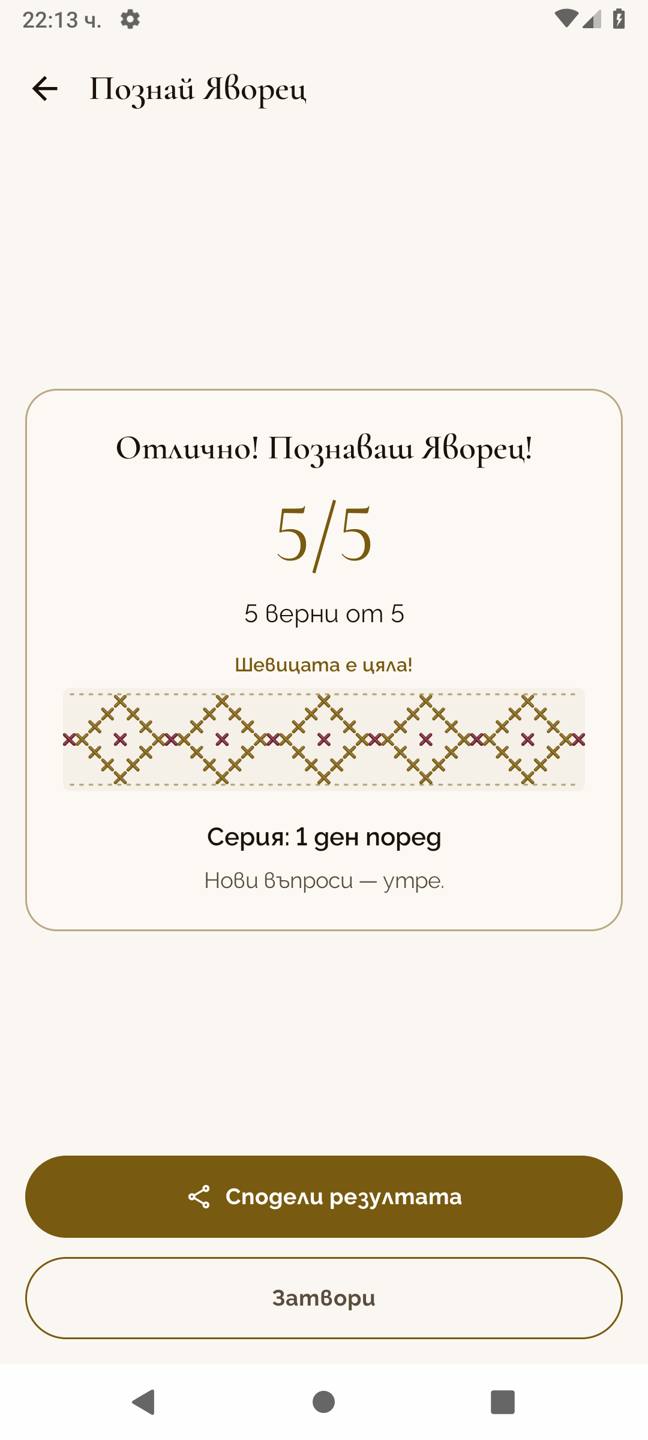 22:13 ч.
Познай Яворец
Отлично! Познаваш Яворец!
5/5
5 верни от 5
Шевицата е цяла!
Серия: 1 ден поред
Нови въпроси — утре.
Сподели резултата
Затвори